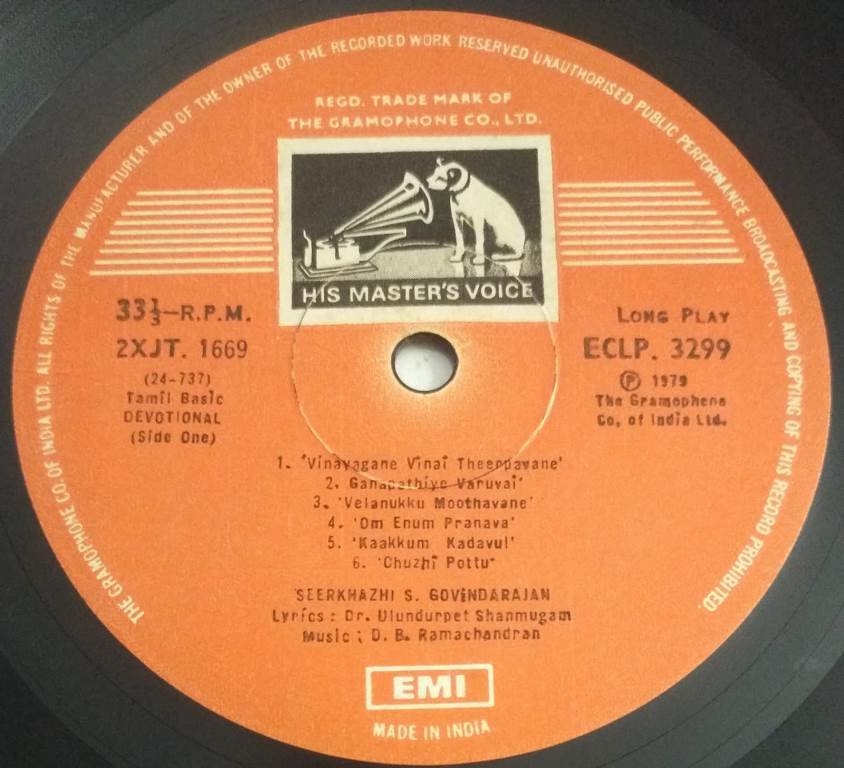 THE GRAMOPHONE CO. OF INDIA LTD. ALL RIGHTS OF THE MANUFACTURER AND OF THE OWNER OF THE RECORDED WORK RESERVED UNAUTHORISED PUBLIC PERFORMANCE BROADCASTING AND COPYING OF THIS RECORD PROHIBITED.
REGD. TRADE MARK OF
THE GRAMOPHONE CO., LTD.
HIS MASTER'S VOICE
33⅓-R.P.M.
2XJT. 1669
(24-737)
Tamil Basic
DEVOTIONAL
(Side One)
LONG PLAY
ECLP. 3299
Ⓟ 1979
The Gramophone
Co. of India Ltd.
1. 'Vinayagane Vinai Theerpavane'
2. Ganapathiye Varuvai'
3. 'Velanukku Moothavane'
4. 'Om Enum Pranava'
5. 'Kaakkum Kadavul'
6. 'Chuzhi Pottu'
'SEERKHAZHI S. GOVINDARAJAN
Lyrics : Dr. Ulundurpet Shanmugam
Music : D. B. Ramachandran
EMI
MADE IN INDIA